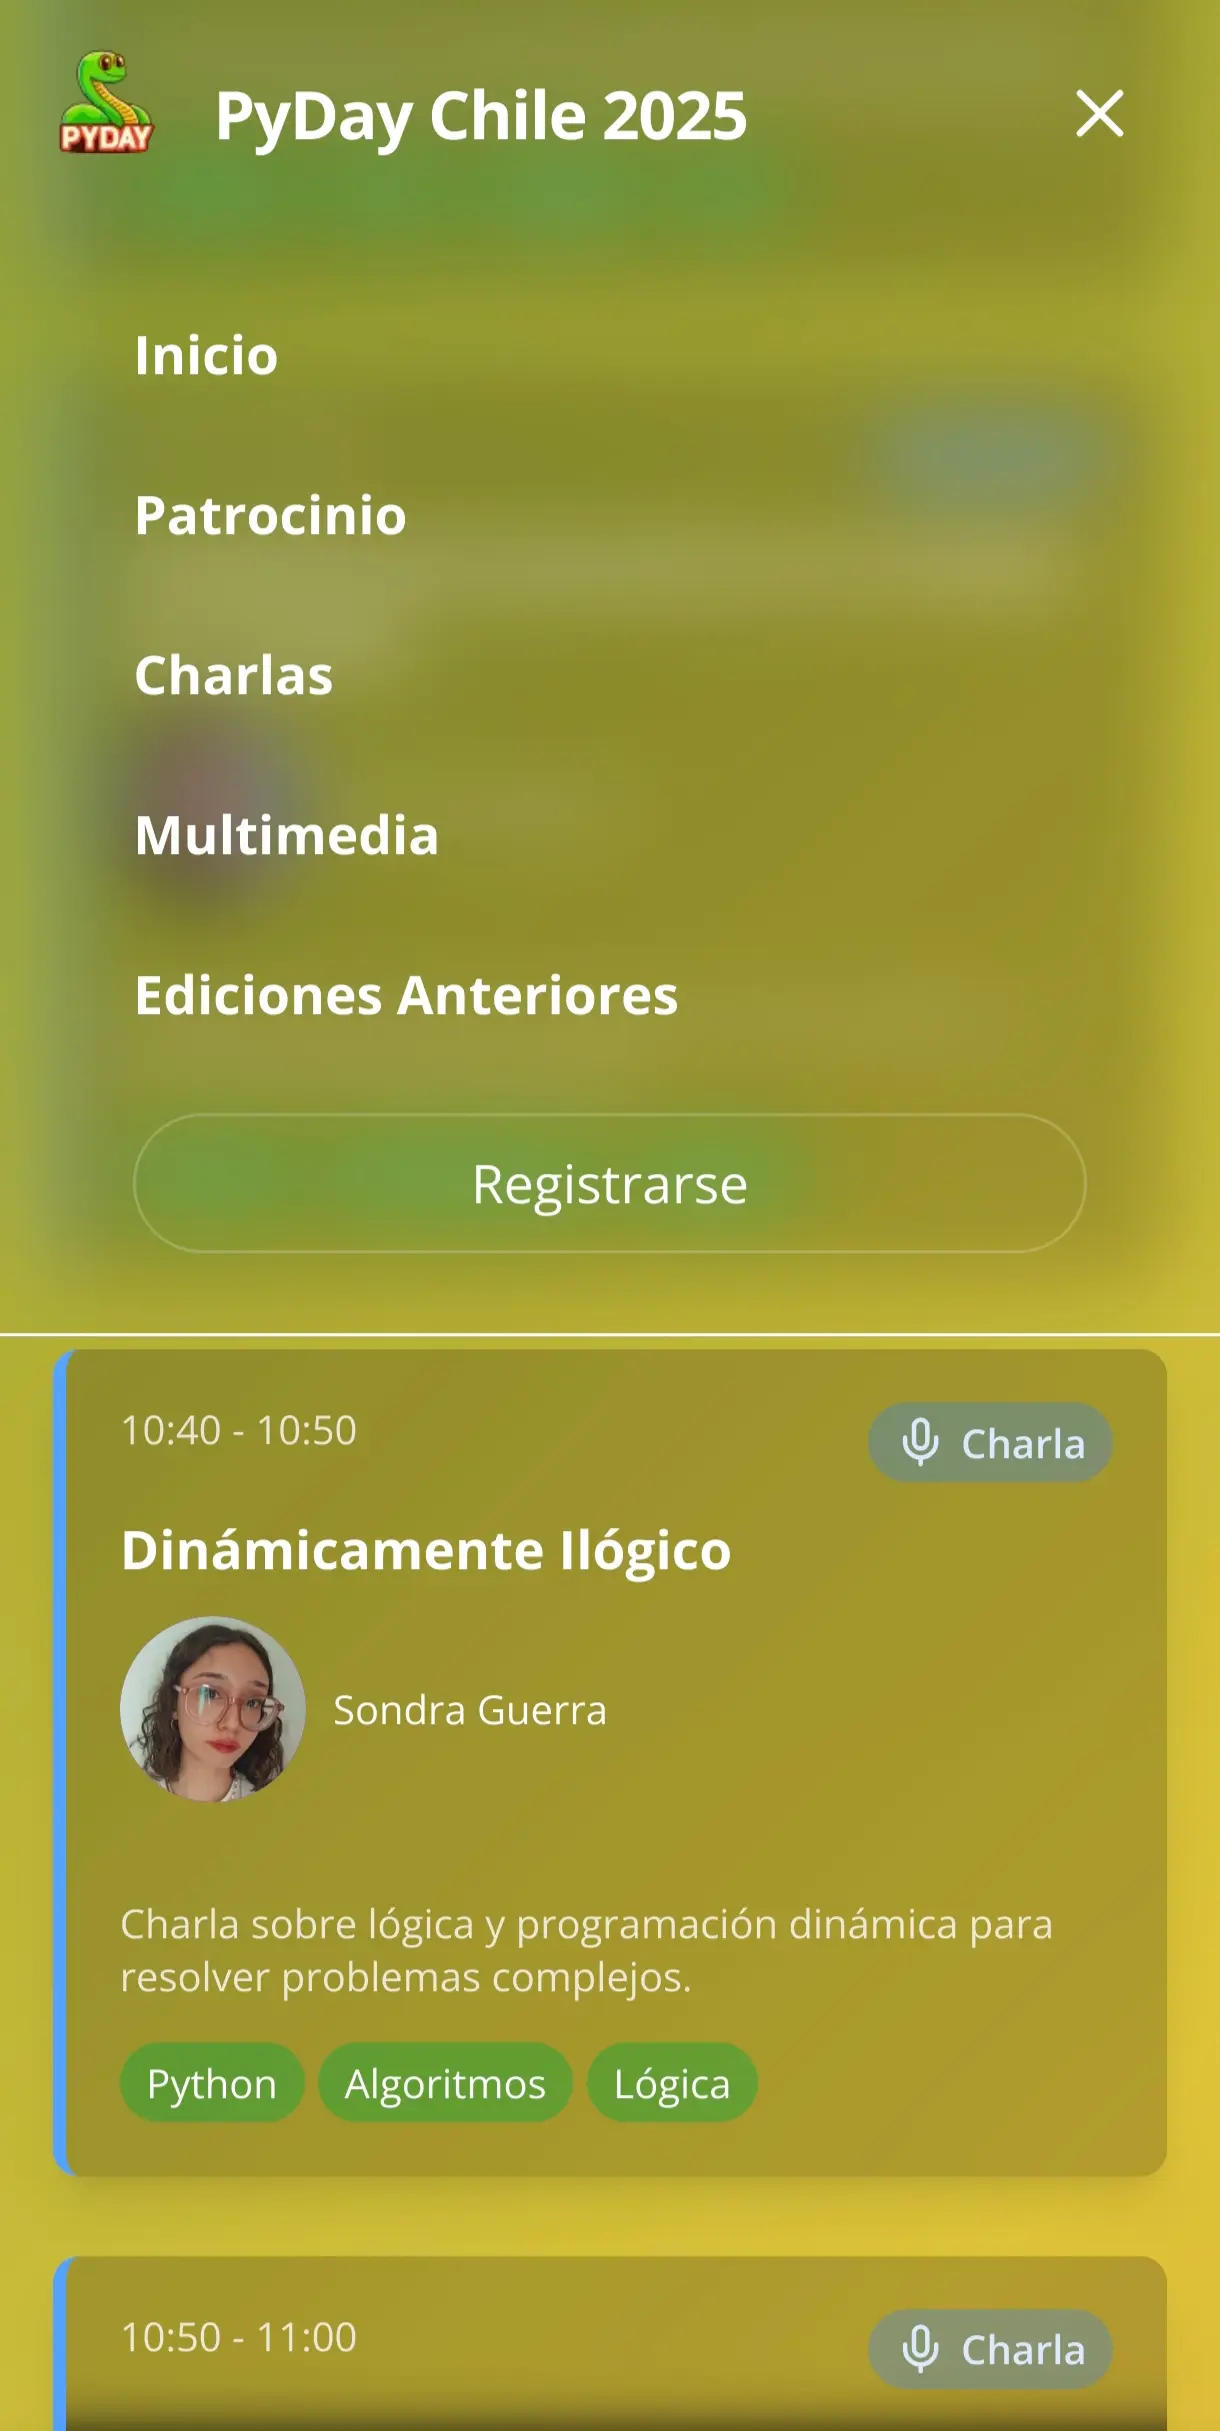 PYDAY
PyDay Chile 2025
Inicio
Patrocinio
Charlas
Multimedia
Ediciones Anteriores
Registrarse
10:40 - 10:50
Charla
Dinámicamente Ilógico
Sondra Guerra
Charla sobre lógica y programación dinámica para
resolver problemas complejos.
Python
Algoritmos
Lógica
10:50 - 11:00
Charla